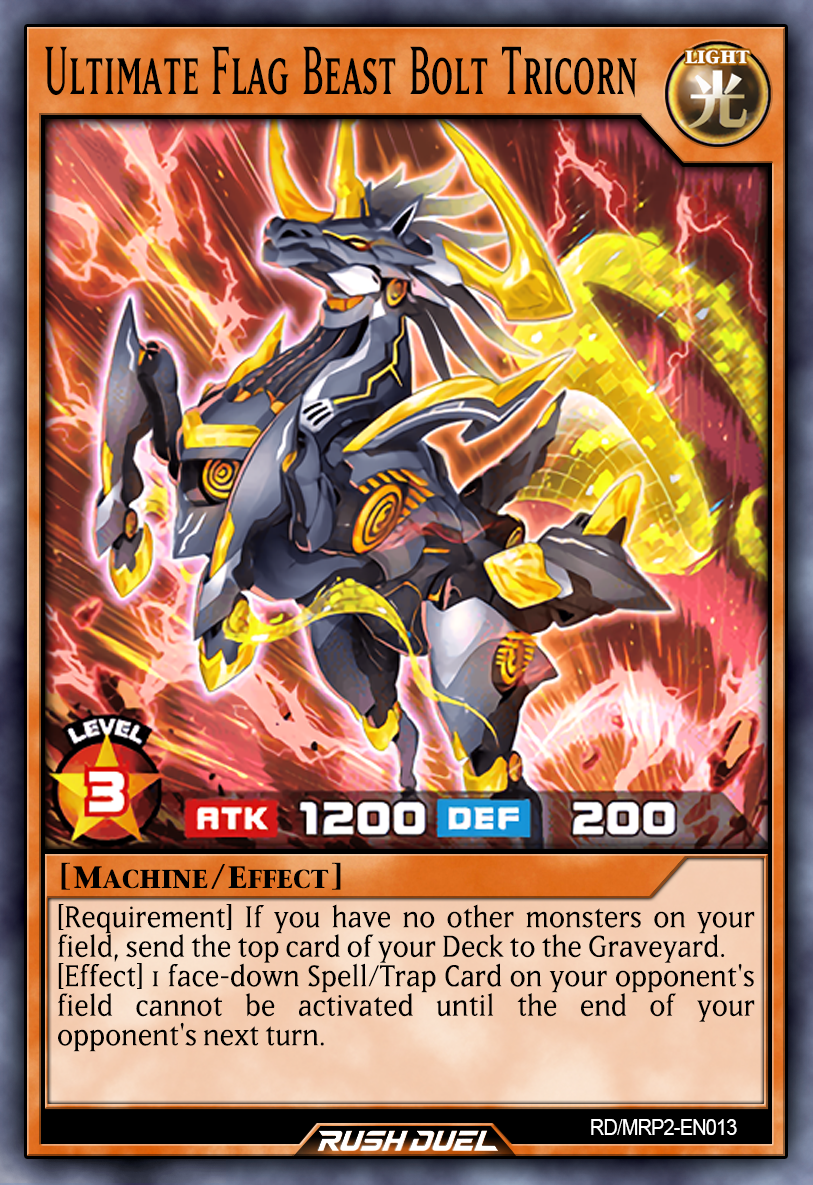 Ultimate Flag Beast Bolt Tricorn
LIGHT
光
LEVEL
3
ATK 1200 DEF 200
[Machine/Effect]
[Requirement] If you have no other monsters on your
field, send the top card of your Deck to the Graveyard.
[Effect] 1 face-down Spell/Trap Card on your opponent's
field cannot be activated until the end of your
opponent's next turn.
RD/MRP2-EN013
RUSH DUEL